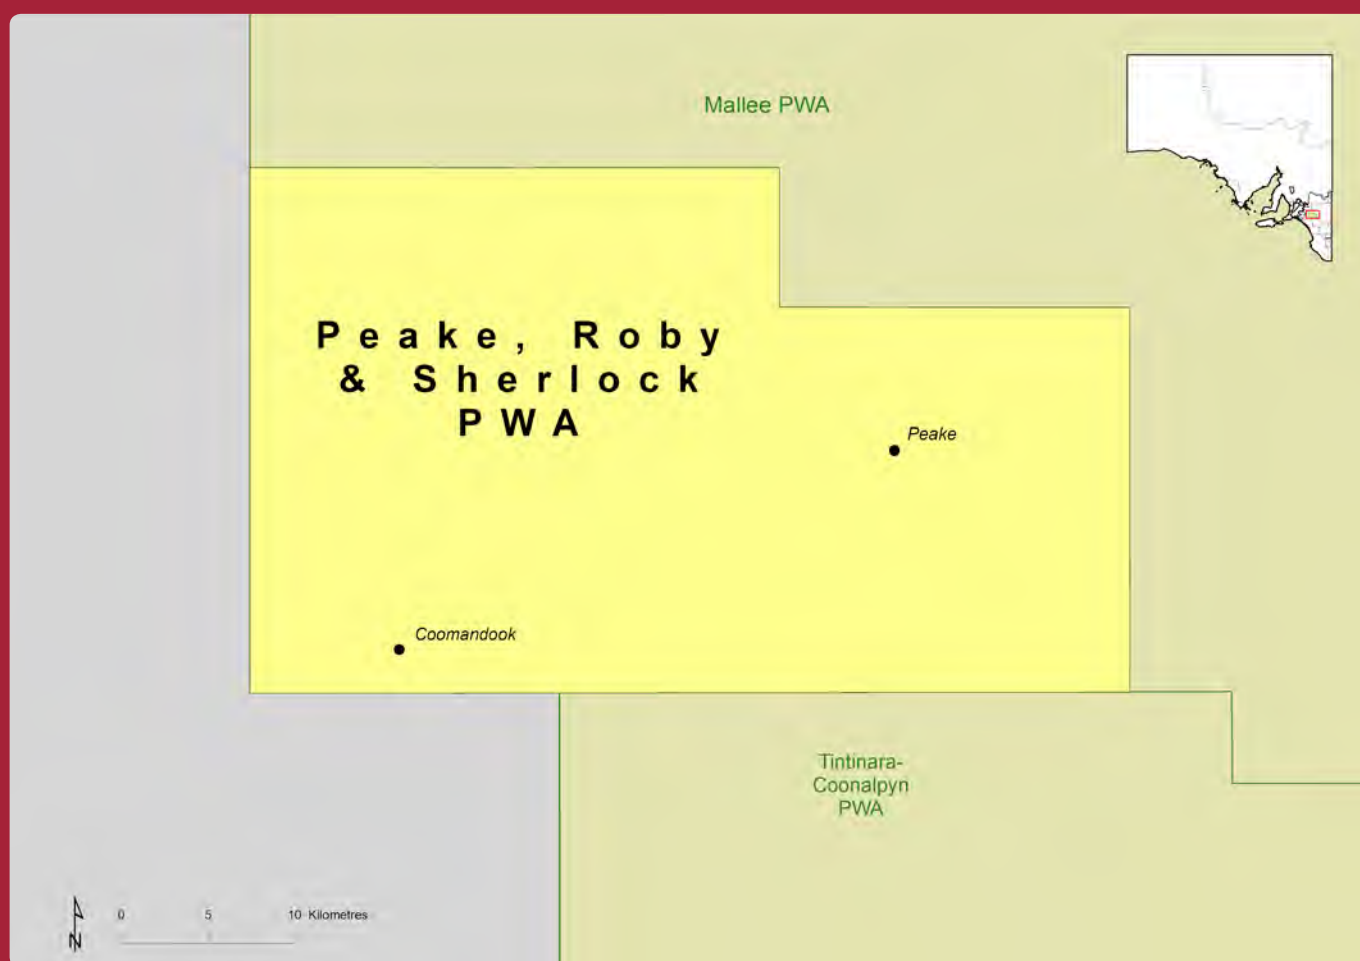 Mallee PWA
Peake, Roby
& Sherlock
PWA
Peake
Coomandook
Tintinara-
Coonalpyn
PWA
N
0 5 10 Kilometres